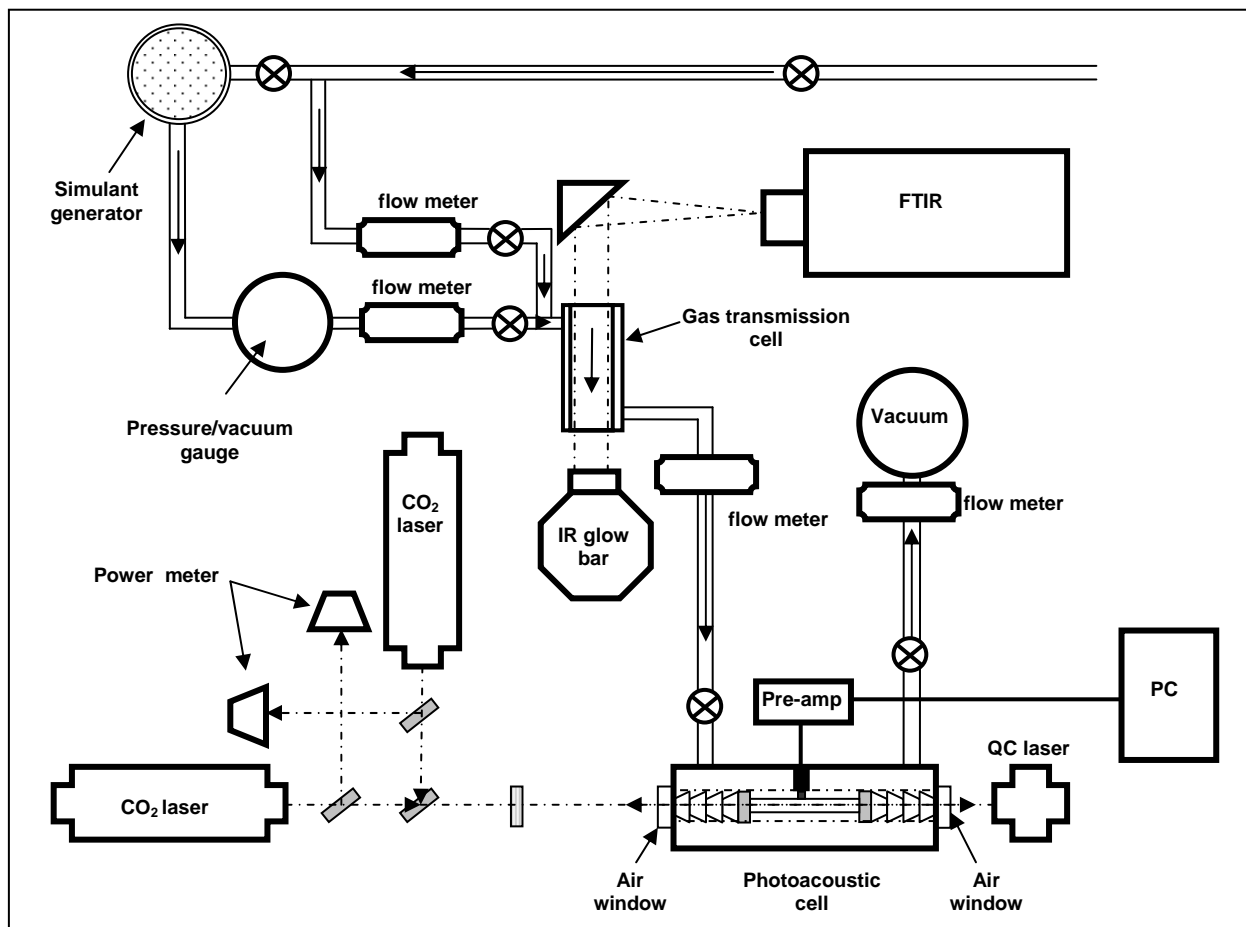 Simulant
generator
flow meter
FTIR
flow meter
Gas transmission
cell
Pressure/vacuum
gauge
Vacuum
CO₂
laser
flow meter
flow meter
IR glow
bar
Power meter
Pre-amp
PC
QC laser
CO₂ laser
Air
window
Photoacoustic
cell
Air
window